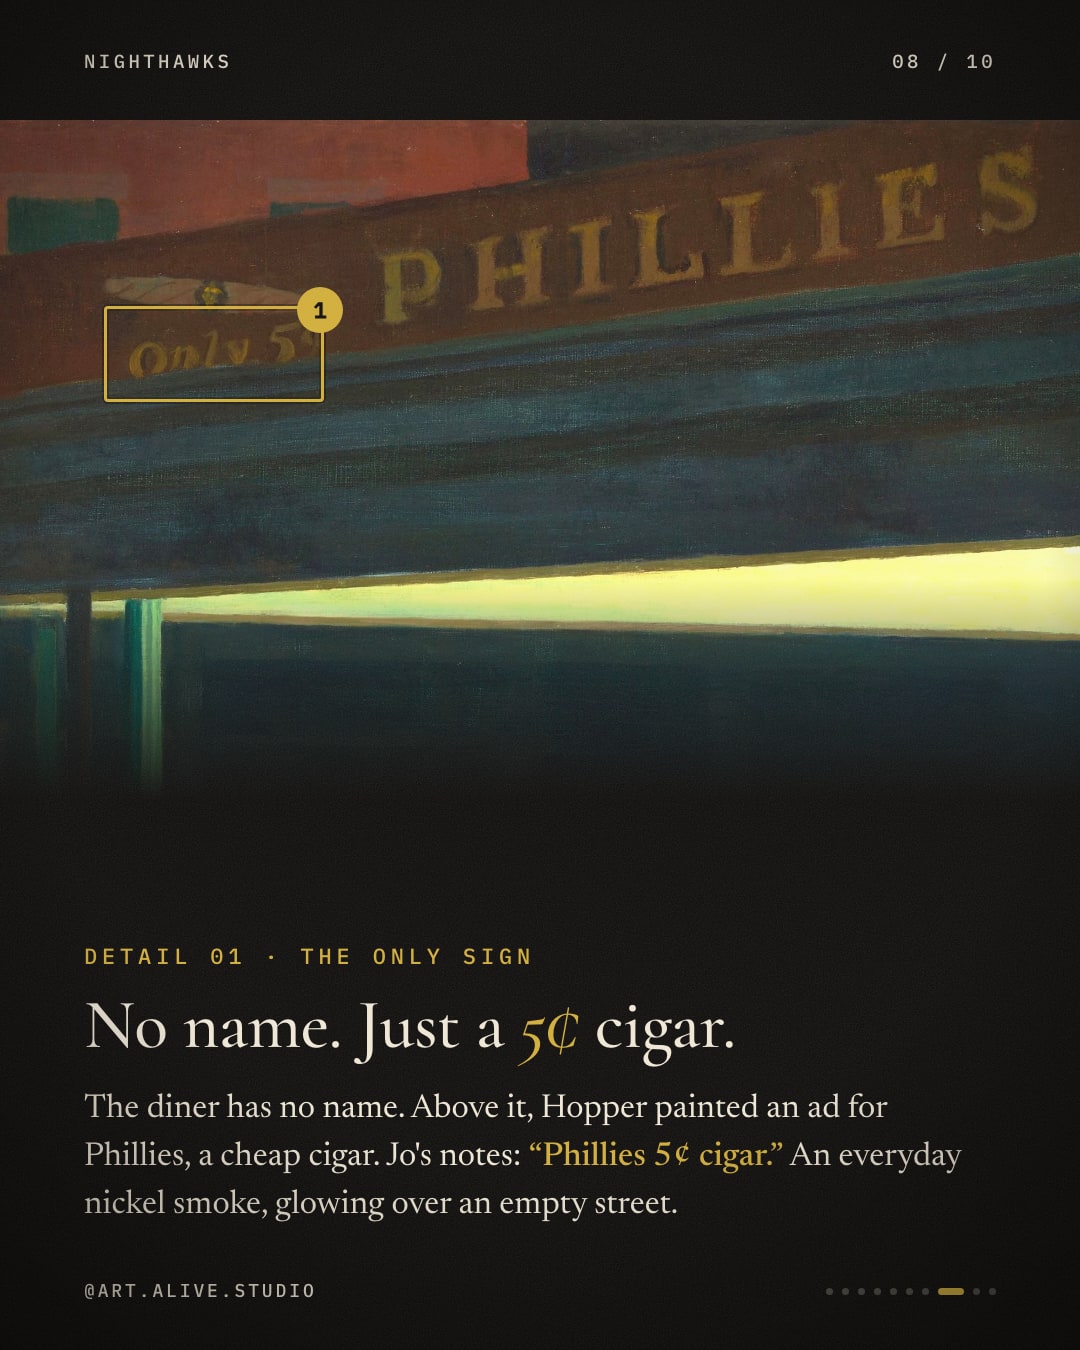 NIGHTHAWKS
08 / 10
PHILLIES
1
Only 5¢
DETAIL 01 · THE ONLY SIGN
No name. Just a 5¢ cigar.
The diner has no name. Above it, Hopper painted an ad for
Phillies, a cheap cigar. Jo's notes: “Phillies 5¢ cigar.” An everyday
nickel smoke, glowing over an empty street.
@ART.ALIVE.STUDIO